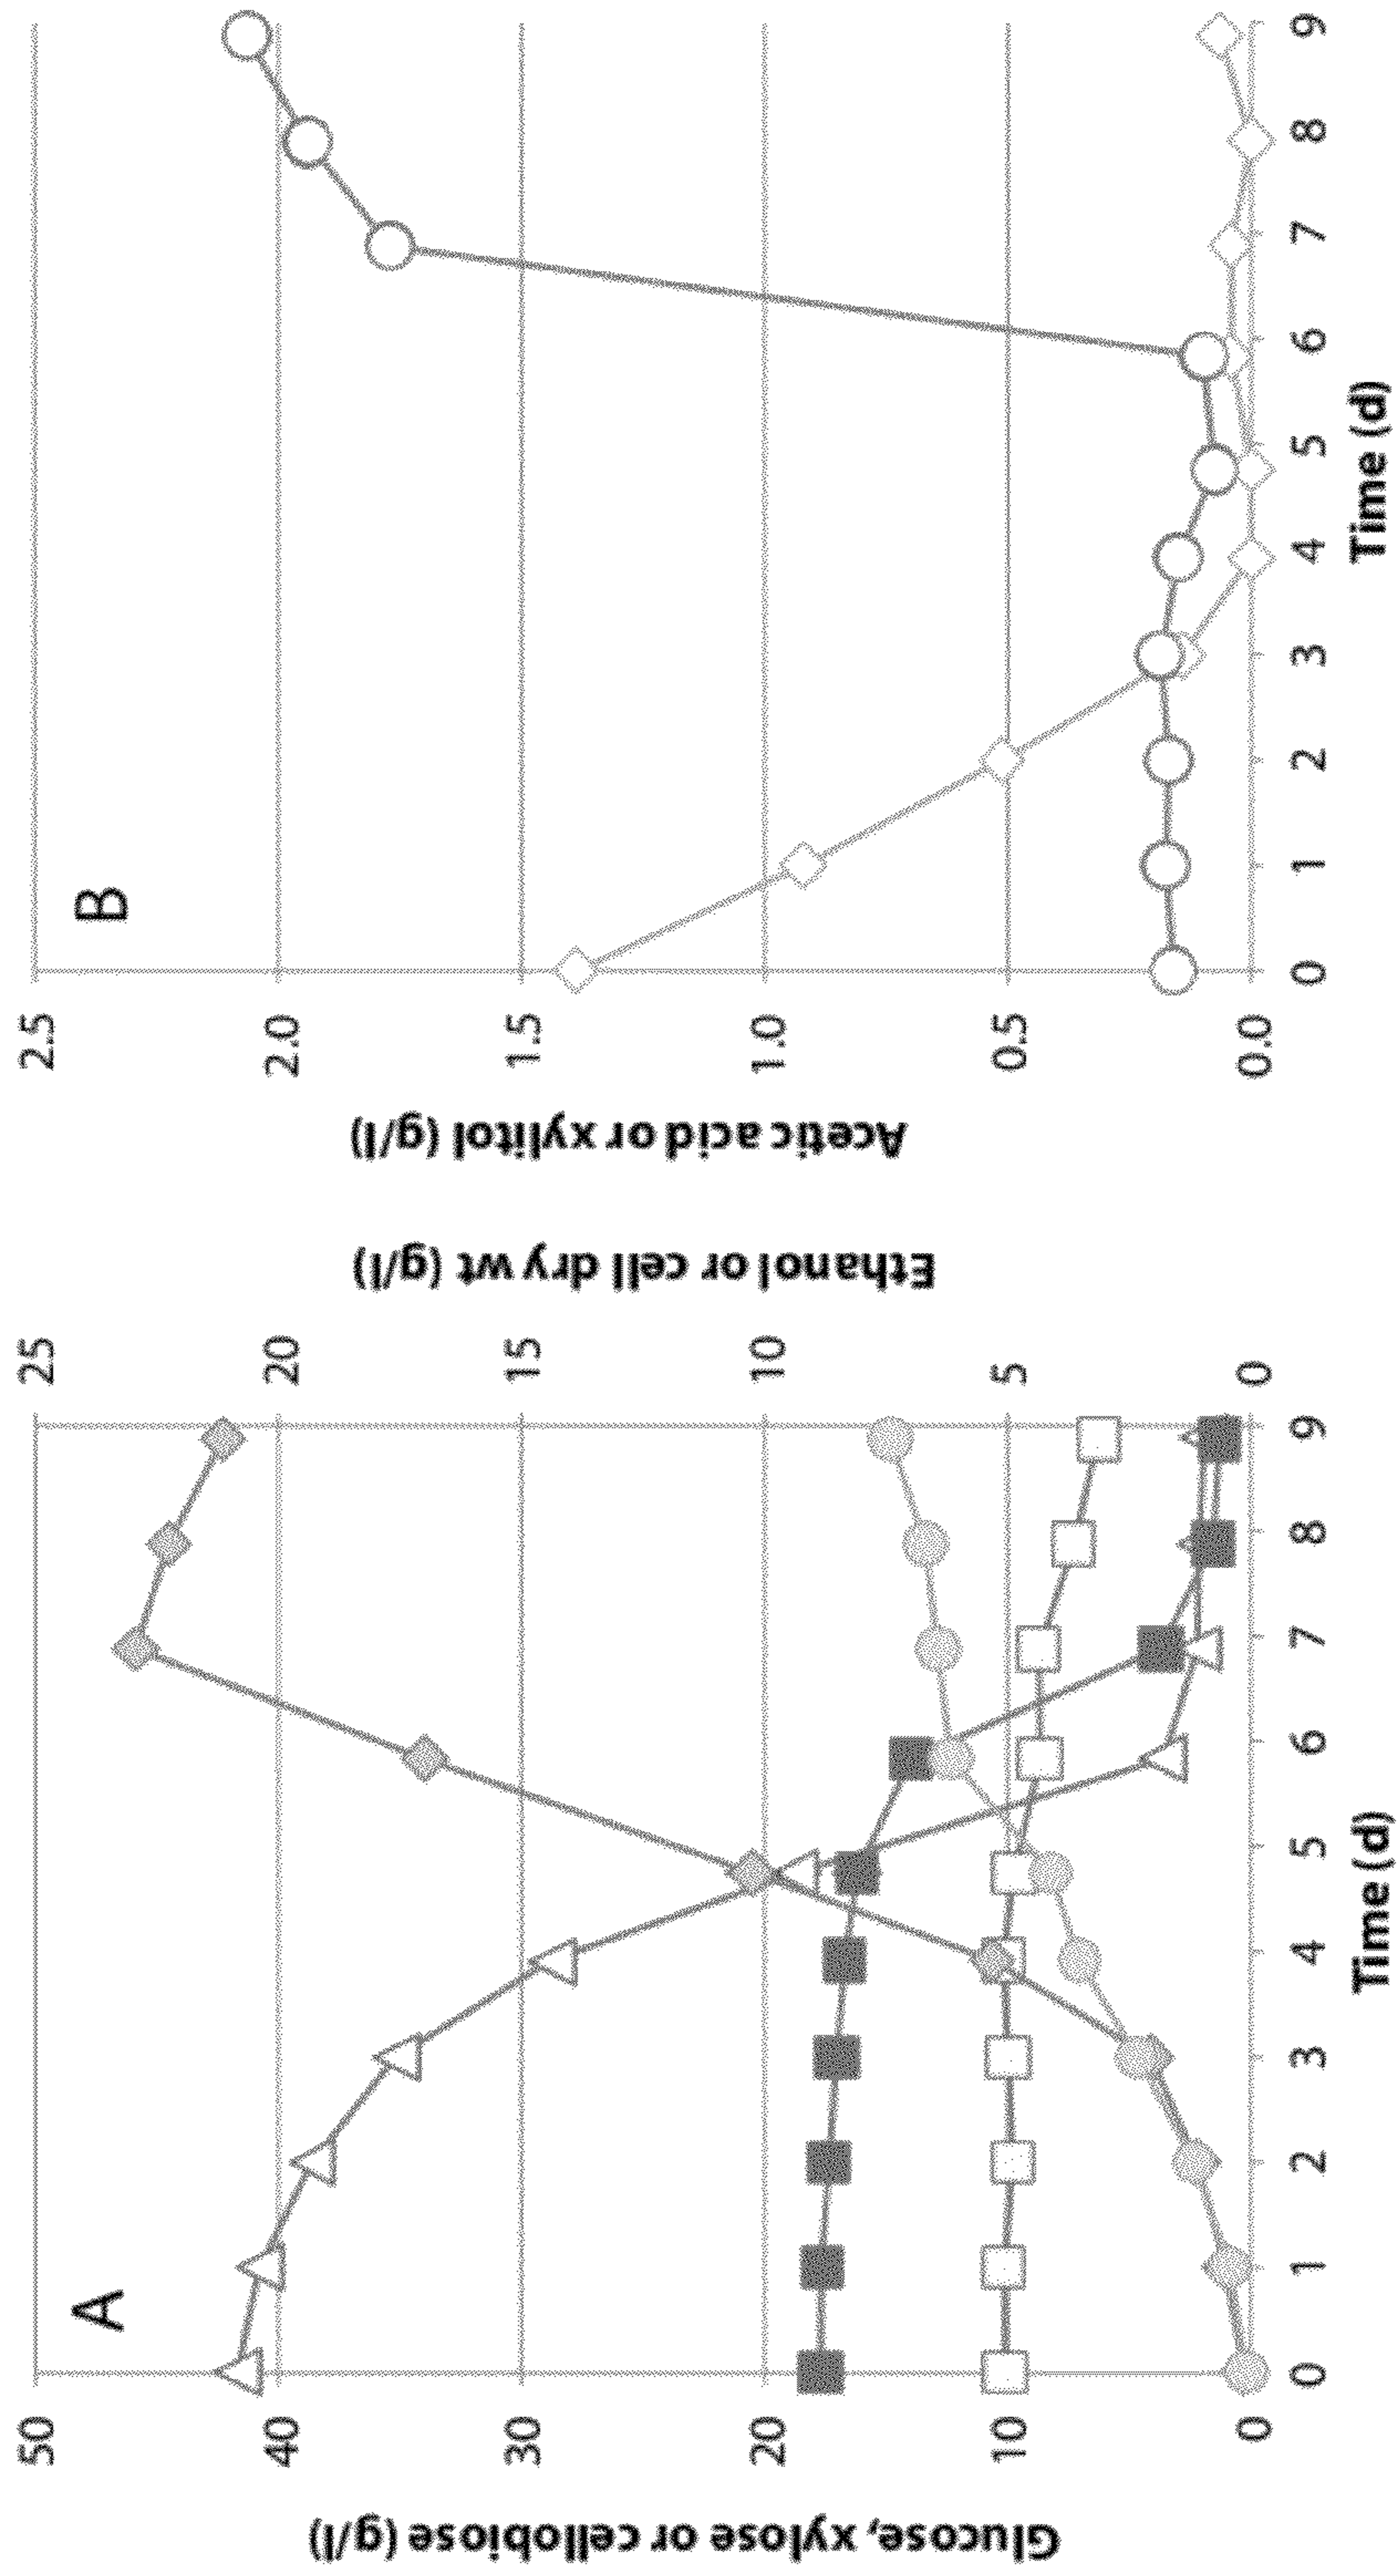 A
Glucose, xylose or cellobiose (g/l)
50
40
30
20
10
0
0 1 2 3 4 5 6 7 8 9
Time (d)
25
20
15
10
5
0
Ethanol or cell dry wt (g/l)
B
Acetic acid or xylitol (g/l)
2.5
2.0
1.5
1.0
0.5
0.0
0 1 2 3 4 5 6 7 8 9
Time (d)